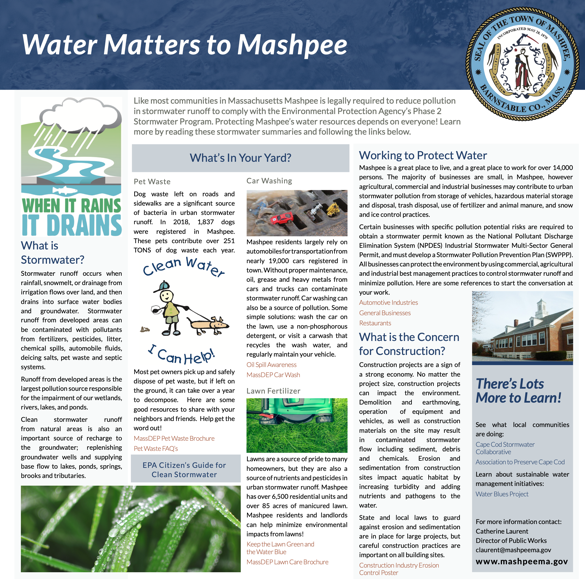 Water Matters to Mashpee
SEAL OF THE TOWN OF MASHPEE,
INCORPORATED MAY 28, 1870
BARNSTABLE CO., MASS.
Like most communities in Massachusetts Mashpee is legally required to reduce pollution
in stormwater runoff to comply with the Environmental Protection Agency's Phase 2
Stormwater Program. Protecting Mashpee's water resources depends on everyone! Learn
more by reading these stormwater summaries and following the links below.
WHEN IT RAINS
IT DRAINS
What is
Stormwater?
Stormwater runoff occurs when
rainfall, snowmelt, or drainage from
irrigation flows over land, and then
drains into surface water bodies
and groundwater. Stormwater
runoff from developed areas can
be contaminated with pollutants
from fertilizers, pesticides, litter,
chemical spills, automobile fluids,
deicing salts, pet waste and septic
systems.
Runoff from developed areas is the
largest pollution source responsible
for the impairment of our wetlands,
rivers, lakes, and ponds.
Clean stormwater runoff
from natural areas is also an
important source of recharge to
the groundwater; replenishing
groundwater wells and supplying
base flow to lakes, ponds, springs,
brooks and tributaries.
What's In Your Yard?
Pet Waste
Dog waste left on roads and
sidewalks are a significant source
of bacteria in urban stormwater
runoff. In 2018, 1,837 dogs
were registered in Mashpee.
These pets contribute over 251
TONS of dog waste each year.
Clean Water
I Can Help!
Most pet owners pick up and safely
dispose of pet waste, but if left on
the ground, it can take over a year
to decompose. Here are some
good resources to share with your
neighbors and friends. Help get the
word out!
MassDEP Pet Waste Brochure
Pet Waste FAQ's
EPA Citizen's Guide for
Clean Stormwater
Car Washing
Mashpee residents largely rely on
automobiles for transportation from
nearly 19,000 cars registered in
town. Without proper maintenance,
oil, grease and heavy metals from
cars and trucks can contaminate
stormwater runoff. Car washing can
also be a source of pollution. Some
simple solutions: wash the car on
the lawn, use a non-phosphorous
detergent, or visit a carwash that
recycles the wash water, and
regularly maintain your vehicle.
Oil Spill Awareness
MassDEP Car Wash
Lawn Fertilizer
Lawns are a source of pride to many
homeowners, but they are also a
source of nutrients and pesticides in
urban stormwater runoff. Mashpee
has over 6,500 residential units and
over 85 acres of manicured lawn.
Mashpee residents and landlords
can help minimize environmental
impacts from lawns!
Keep the Lawn Green and
the Water Blue
MassDEP Lawn Care Brochure
Working to Protect Water
Mashpee is a great place to live, and a great place to work for over 14,000
persons. The majority of businesses are small, in Mashpee, however
agricultural, commercial and industrial businesses may contribute to urban
stormwater pollution from storage of vehicles, hazardous material storage
and disposal, trash disposal, use of fertilizer and animal manure, and snow
and ice control practices.
Certain businesses with specific pollution potential risks are required to
obtain a stormwater permit known as the National Pollutant Discharge
Elimination System (NPDES) Industrial Stormwater Multi-Sector General
Permit, and must develop a Stormwater Pollution Prevention Plan (SWPPP).
All businesses can protect the environment by using commercial, agricultural
and industrial best management practices to control stormwater runoff and
minimize pollution. Here are some references to start the conversation at
your work.
Automotive Industries
General Businesses
Restaurants
What is the Concern
for Construction?
Construction projects are a sign of
a strong economy. No matter the
project size, construction projects
can impact the environment.
Demolition and earthmoving,
operation of equipment and
vehicles, as well as construction
materials on the site may result
in contaminated stormwater
flow including sediment, debris
and chemicals. Erosion and
sedimentation from construction
sites impact aquatic habitat by
increasing turbidity and adding
nutrients and pathogens to the
water.
State and local laws to guard
against erosion and sedimentation
are in place for large projects, but
careful construction practices are
important on all building sites.
Construction Industry Erosion
Control Poster
There's Lots
More to Learn!
See what local communities
are doing:
Cape Cod Stormwater
Collaborative
Association to Preserve Cape Cod
Learn about sustainable water
management initiatives:
Water Blues Project
For more information contact:
Catherine Laurent
Director of Public Works
claurent@mashpeema.gov
www.mashpeema.gov